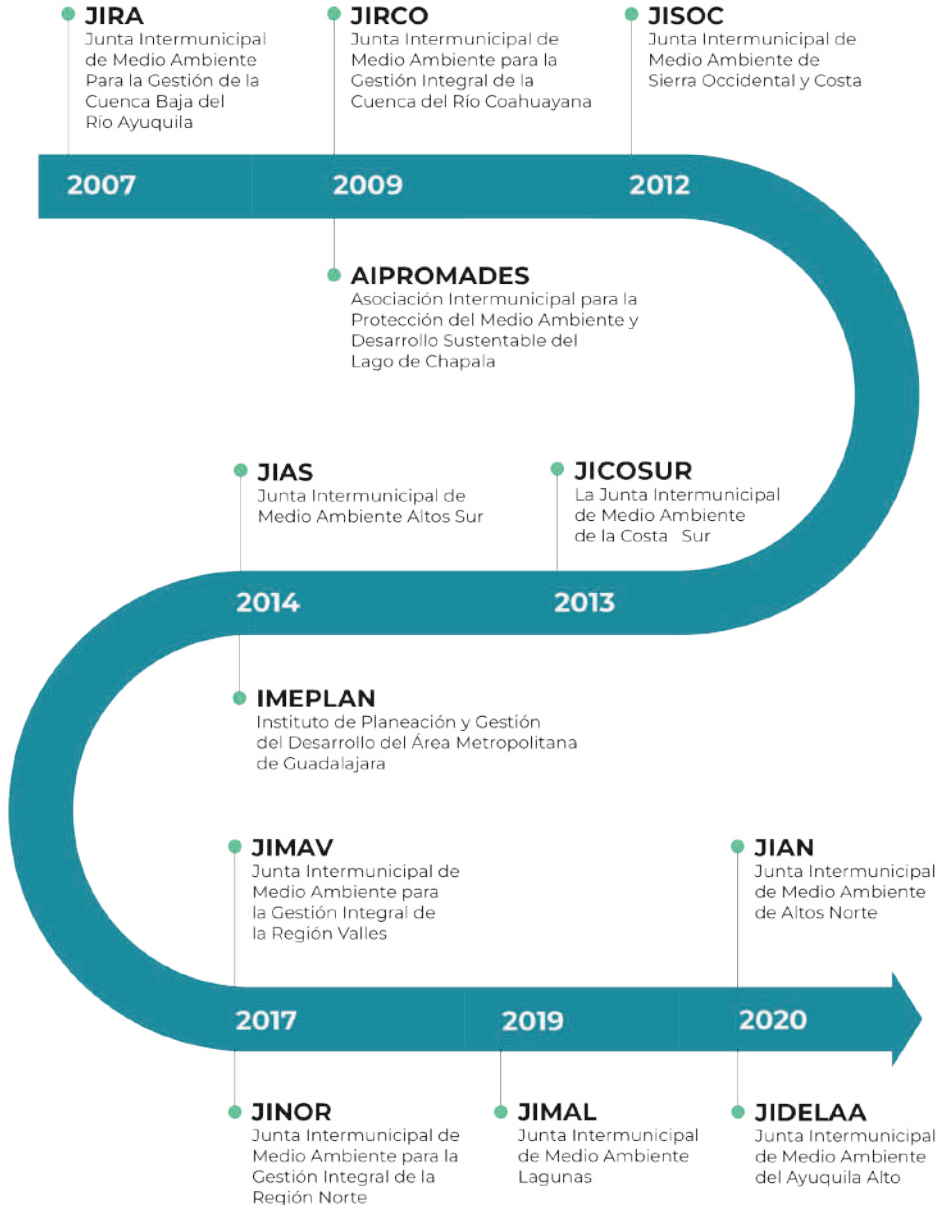 JIRA
Junta Intermunicipal
de Medio Ambiente
Para la Gestión de la
Cuenca Baja del
Río Ayuquila
JIRCO
Junta Intermunicipal de
Medio Ambiente para la
Gestión Integral de la
Cuenca del Río Coahuayana
JISOC
Junta Intermunicipal de
Medio Ambiente de
Sierra Occidental y Costa
2007
2009
2012
AIPROMADES
Asociación Intermunicipal para la
Protección del Medio Ambiente y
Desarrollo Sustentable del
Lago de Chapala
JIAS
Junta Intermunicipal de
Medio Ambiente Altos Sur
JICOSUR
La Junta Intermunicipal
de Medio Ambiente
de la Costa Sur
2014
2013
IMEPLAN
Instituto de Planeación y Gestión
del Desarrollo del Área Metropolitana
de Guadalajara
JIMAV
Junta Intermunicipal de
Medio Ambiente para
la Gestión Integral de
la Región Valles
JIAN
Junta Intermunicipal
de Medio Ambiente
de Altos Norte
2017
2019
2020
JINOR
Junta Intermunicipal de
Medio Ambiente para la
Gestión Integral de la
Región Norte
JIMAL
Junta Intermunicipal
de Medio Ambiente
Lagunas
JIDELAA
Junta Intermunicipal
de Medio Ambiente
del Ayuquila Alto